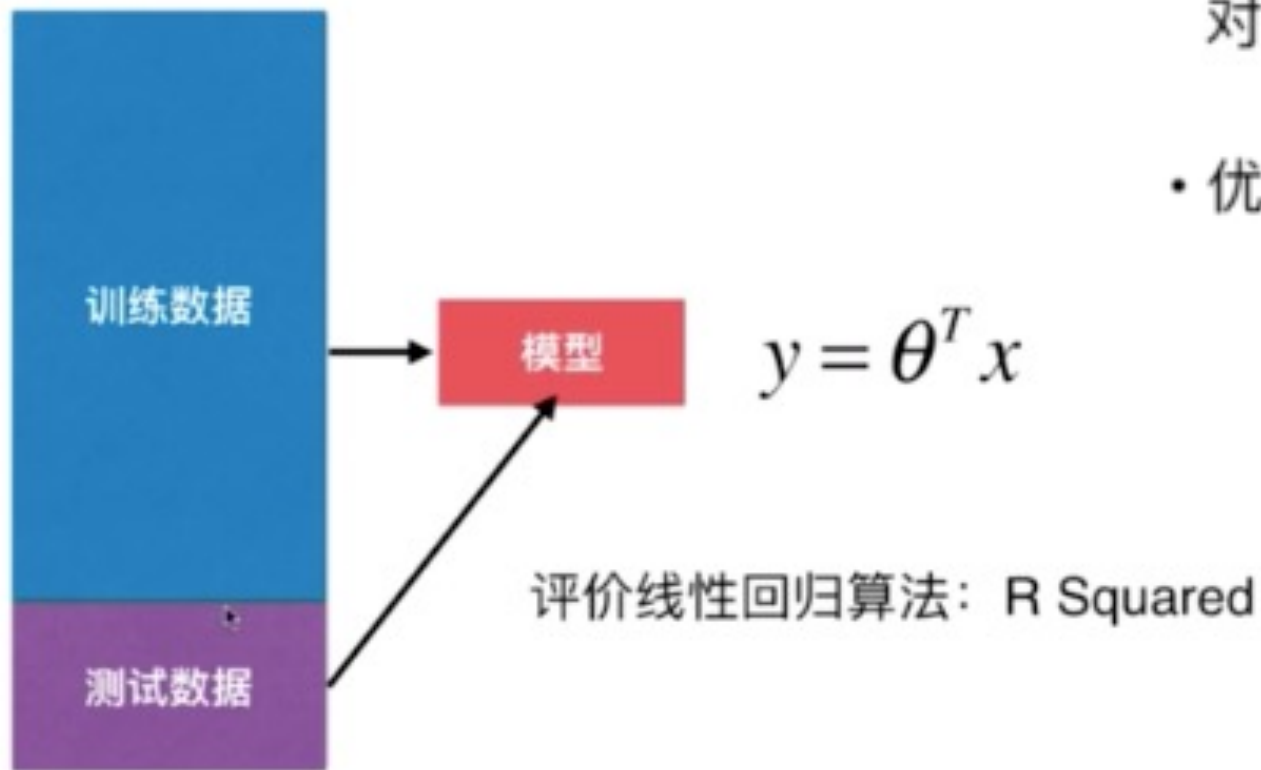 对
• 优
训练数据
模型
y = θ^T x
评价线性回归算法：R Squared
测试数据